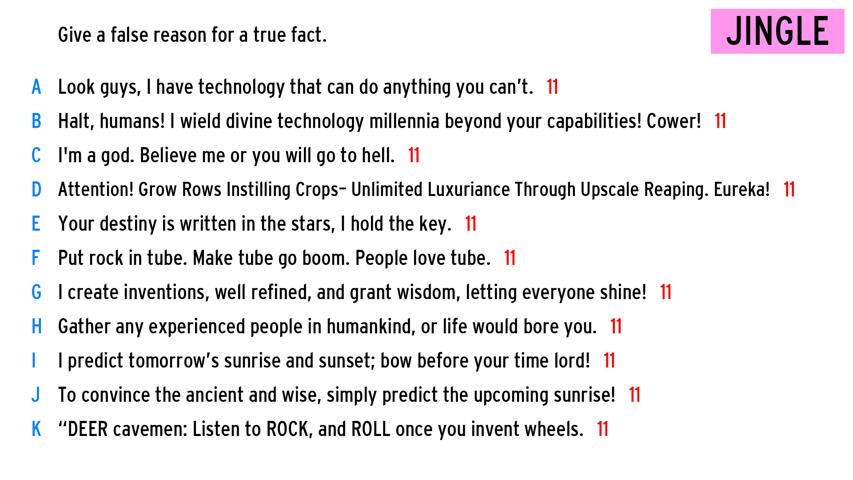 Give a false reason for a true fact.
JINGLE
A Look guys, I have technology that can do anything you can't. 11
B Halt, humans! I wield divine technology millennia beyond your capabilities! Cower! 11
C I'm a god. Believe me or you will go to hell. 11
D Attention! Grow Rows Instilling Crops– Unlimited Luxuriance Through Upscale Reaping. Eureka! 11
E Your destiny is written in the stars, I hold the key. 11
F Put rock in tube. Make tube go boom. People love tube. 11
G I create inventions, well refined, and grant wisdom, letting everyone shine! 11
H Gather any experienced people in humankind, or life would bore you. 11
I I predict tomorrow's sunrise and sunset; bow before your time lord! 11
J To convince the ancient and wise, simply predict the upcoming sunrise! 11
K “DEER cavemen: Listen to ROCK, and ROLL once you invent wheels. 11